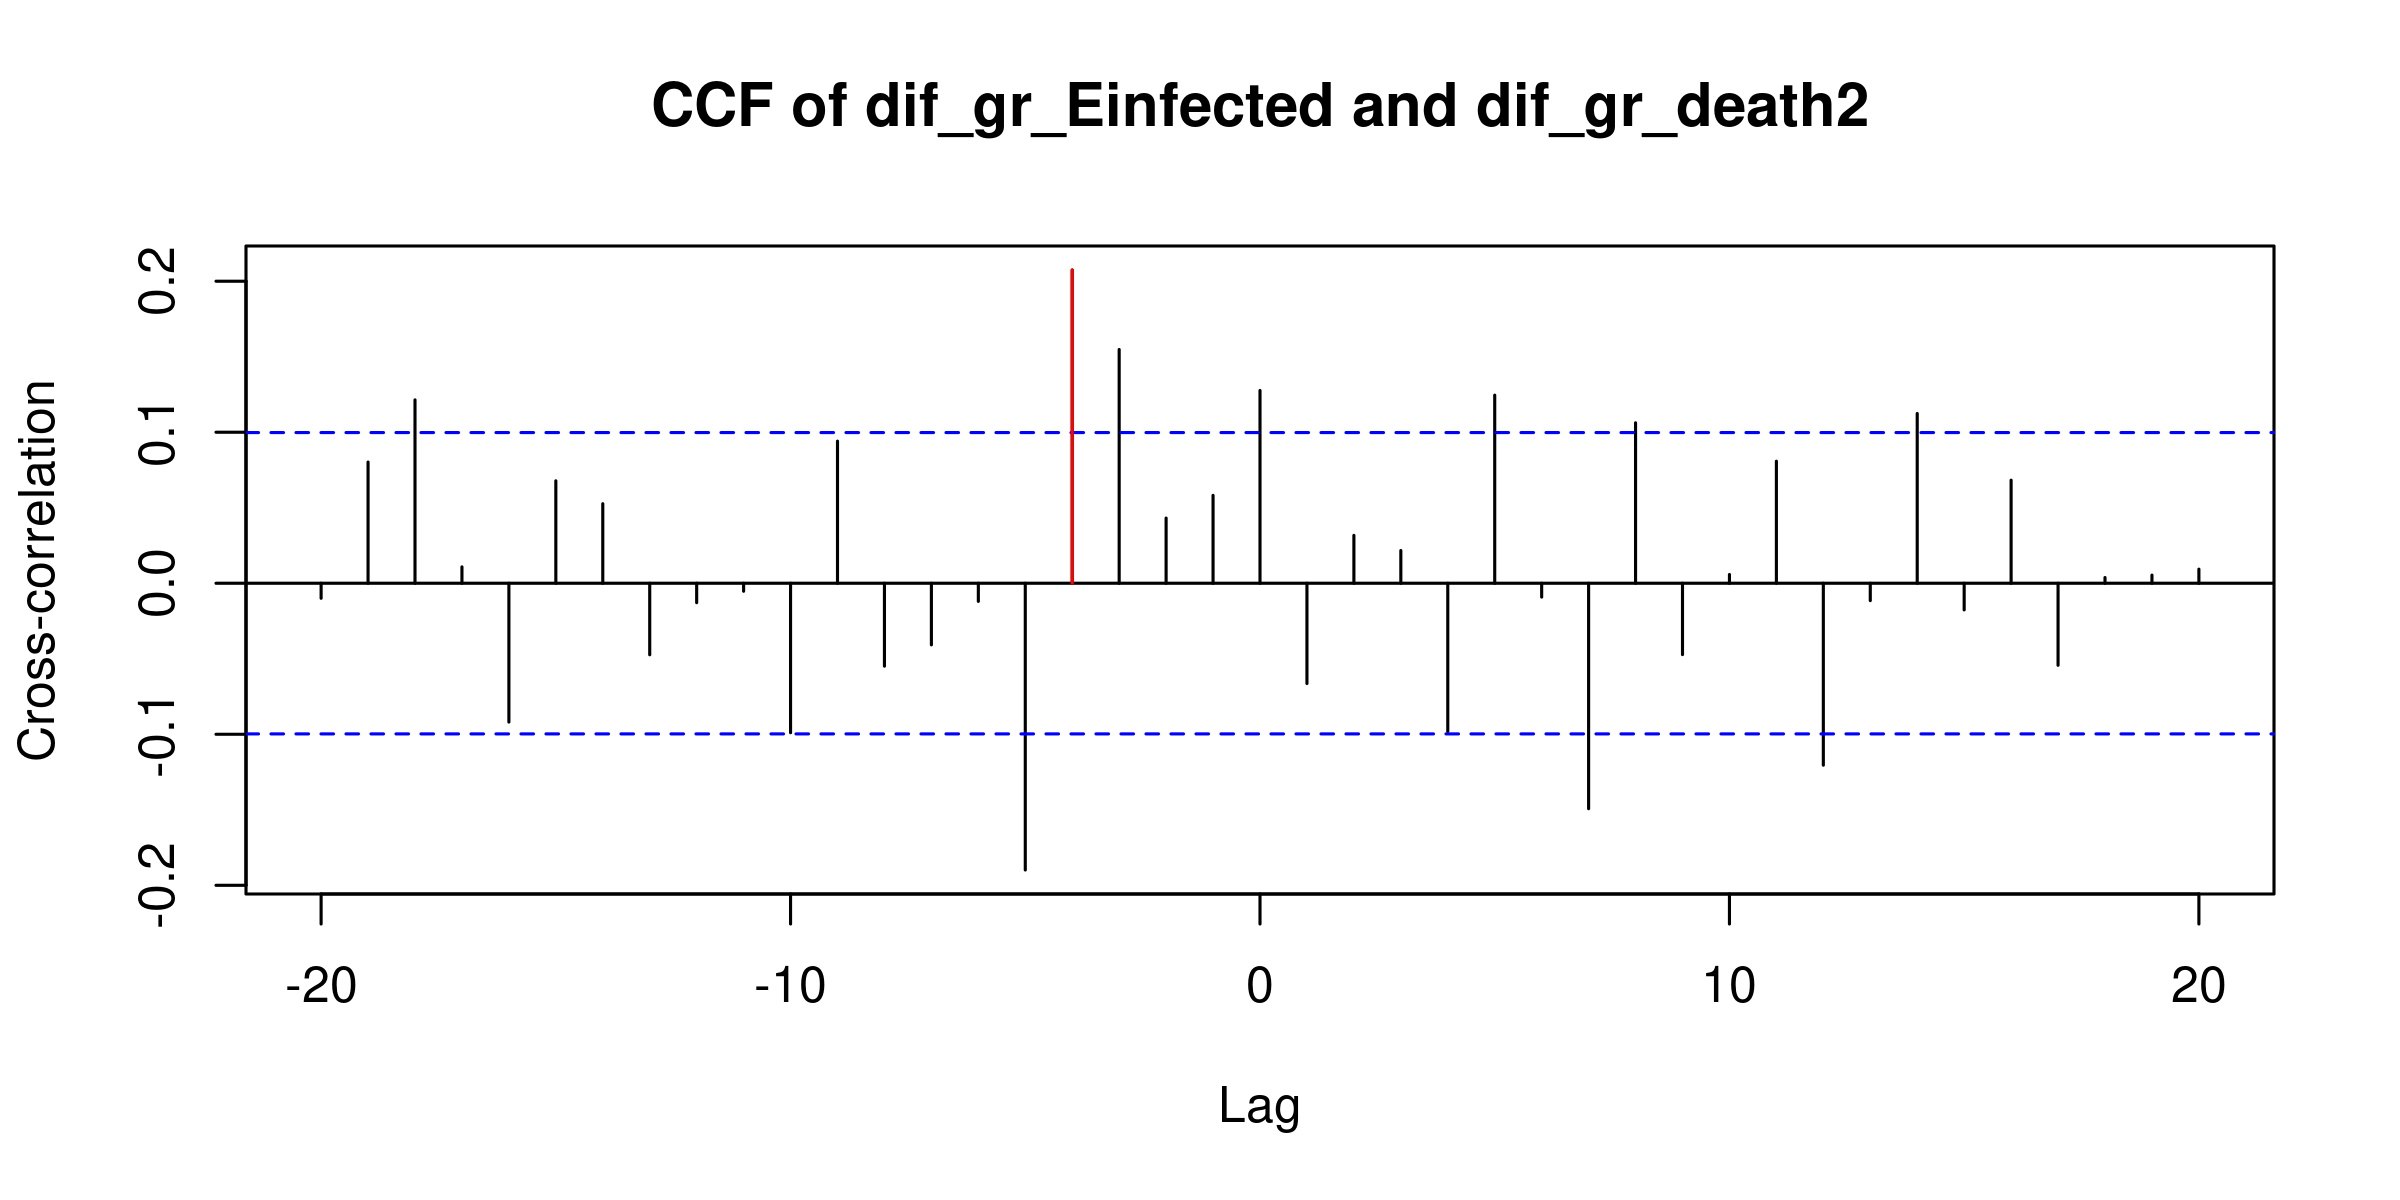 CCF of dif_gr_Einfected and dif_gr_death2
Cross-correlation
0.2
0.1
0.0
-0.1
-0.2
-20 -10 0 10 20
Lag